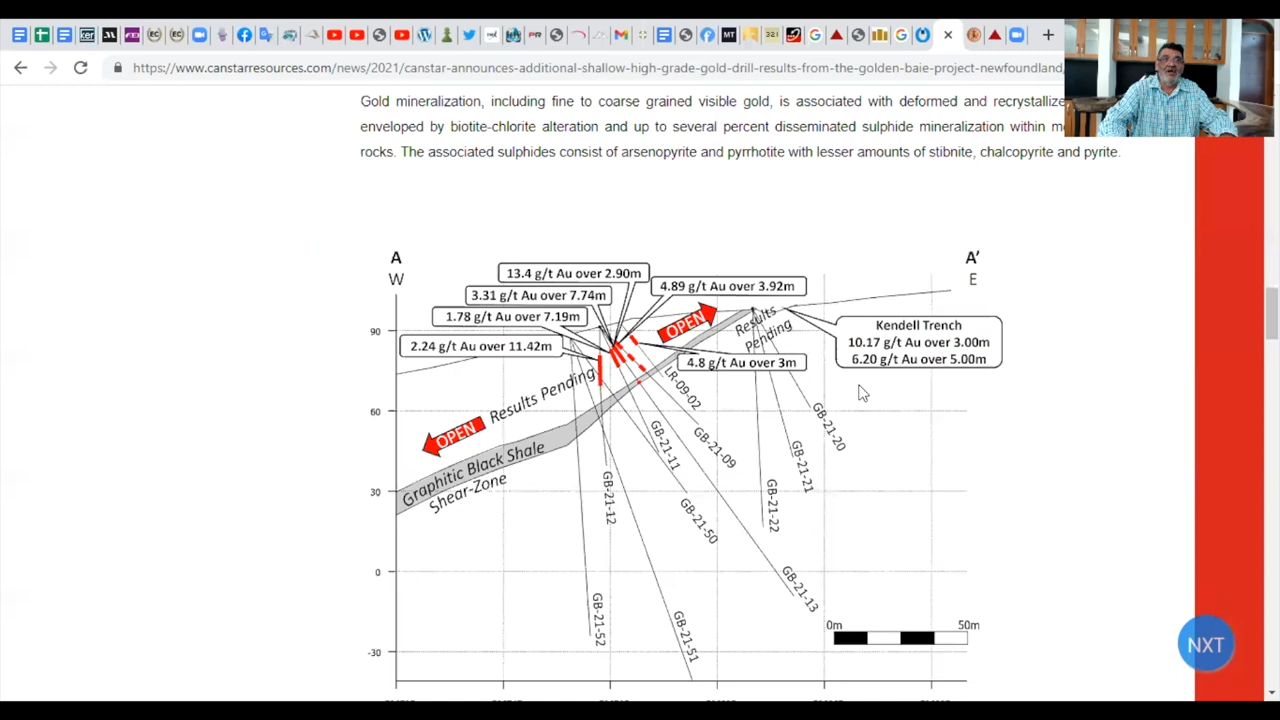 https://www.canstarresources.com/news/2021/canstar-announces-additional-shallow-high-grade-gold-drill-results-from-the-golden-baie-project-newfoundland
Gold mineralization, including fine to coarse grained visible gold, is associated with deformed and
enveloped by biotite-chlorite alteration and up to several percent disseminated sulphide mineralization within
rocks. The associated sulphides consist of arsenopyrite and pyrrhotite with lesser amounts of stibnite, chalcopyrite and pyrite.
A
W
A'
E
13.4 g/t Au over 2.90m
3.31 g/t Au over 7.74m
1.78 g/t Au over 7.19m
2.24 g/t Au over 11.42m
4.89 g/t Au over 3.92m
4.8 g/t Au over 3m
Kendell Trench
10.17 g/t Au over 3.00m
6.20 g/t Au over 5.00m
OPEN
Results
Pending
OPEN
Results Pending
Graphitic Black Shale
Shear-Zone
90
60
30
0
-30
LR-09-02
GB-21-09
GB-21-11
GB-21-12
GB-21-50
GB-21-13
GB-21-20
GB-21-21
GB-21-22
GB-21-52
GB-21-51
0m
50m
NXT